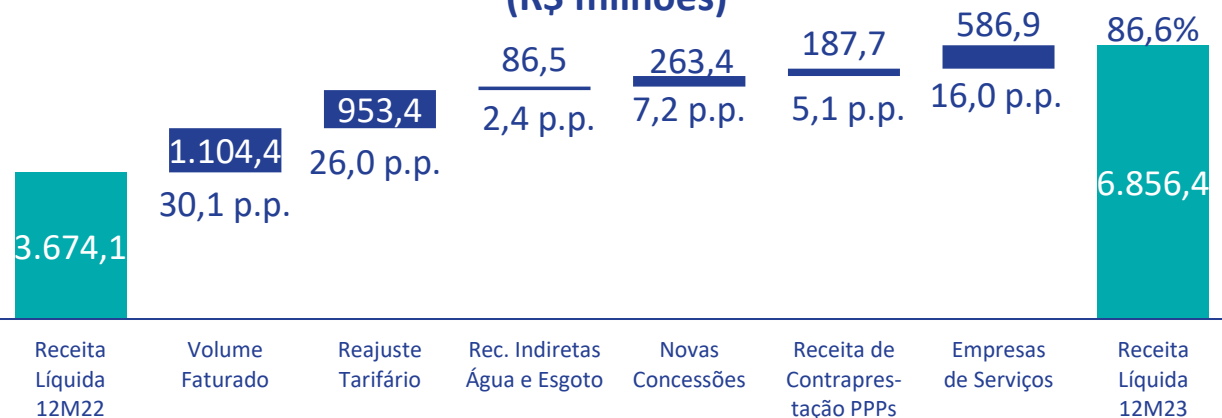 (R$ milhões)
586,9
86,6%
187,7
86,5
263,4
16,0 p.p.
953,4
2,4 p.p.
7,2 p.p.
5,1 p.p.
1.104,4
26,0 p.p.
6.856,4
30,1 p.p.
3.674,1
Receita
Líquida
12M22
Volume
Faturado
Reajuste
Tarifário
Rec. Indiretas
Água e Esgoto
Novas
Concessões
Receita de
Contrapres-
tação PPPs
Empresas
de Serviços
Receita
Líquida
12M23